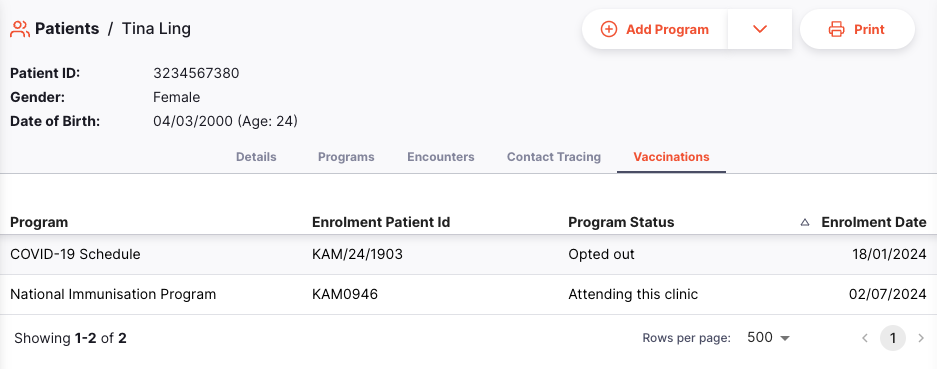 Patients / Tina Ling
Add Program
Print
Patient ID: 3234567380
Gender: Female
Date of Birth: 04/03/2000 (Age: 24)
Details Programs Encounters Contact Tracing Vaccinations
Program Enrolment Patient Id Program Status Enrolment Date
COVID-19 Schedule KAM/24/1903 Opted out 18/01/2024
National Immunisation Program KAM0946 Attending this clinic 02/07/2024
Showing 1-2 of 2 Rows per page: 500 1